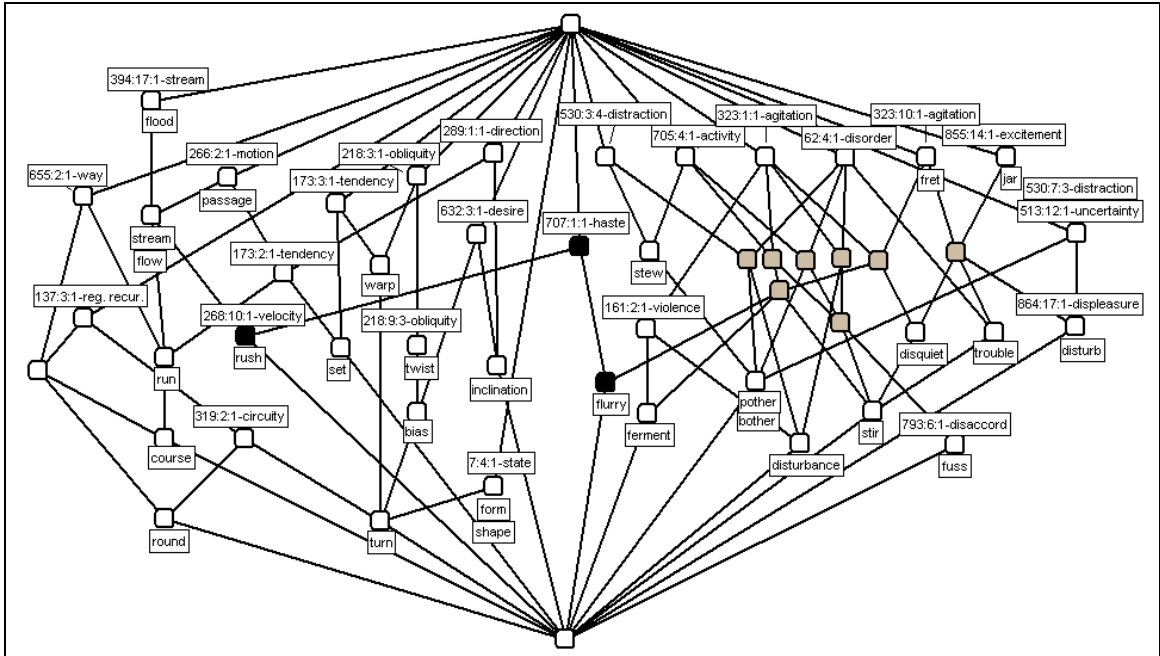 394:17:1-stream
flood
530:3:4-distraction
323:1:1-agitation
323:10:1-agitation
289:1:1-direction
705:4:1-activity
62:4:1-disorder
855:14:1-excitement
266:2:1-motion
218:3:1-obliquity
655:2:1-way
173:3:1-tendency
fret
jar
530:7:3-distraction
passage
632:3:1-desire
707:1:1-haste
513:12:1-uncertainty
stream
flow
173:2:1-tendency
stew
warp
137:3:1-reg. recur.
268:10:1-velocity
218:9:3-obliquity
161:2:1-violence
864:17:1-displeasure
rush
set
twist
disquiet
trouble
disturb
run
inclination
flurry
pother
bother
319:2:1-circuity
bias
ferment
stir
793:6:1-disaccord
course
7:4:1-state
disturbance
fuss
form
shape
round
turn